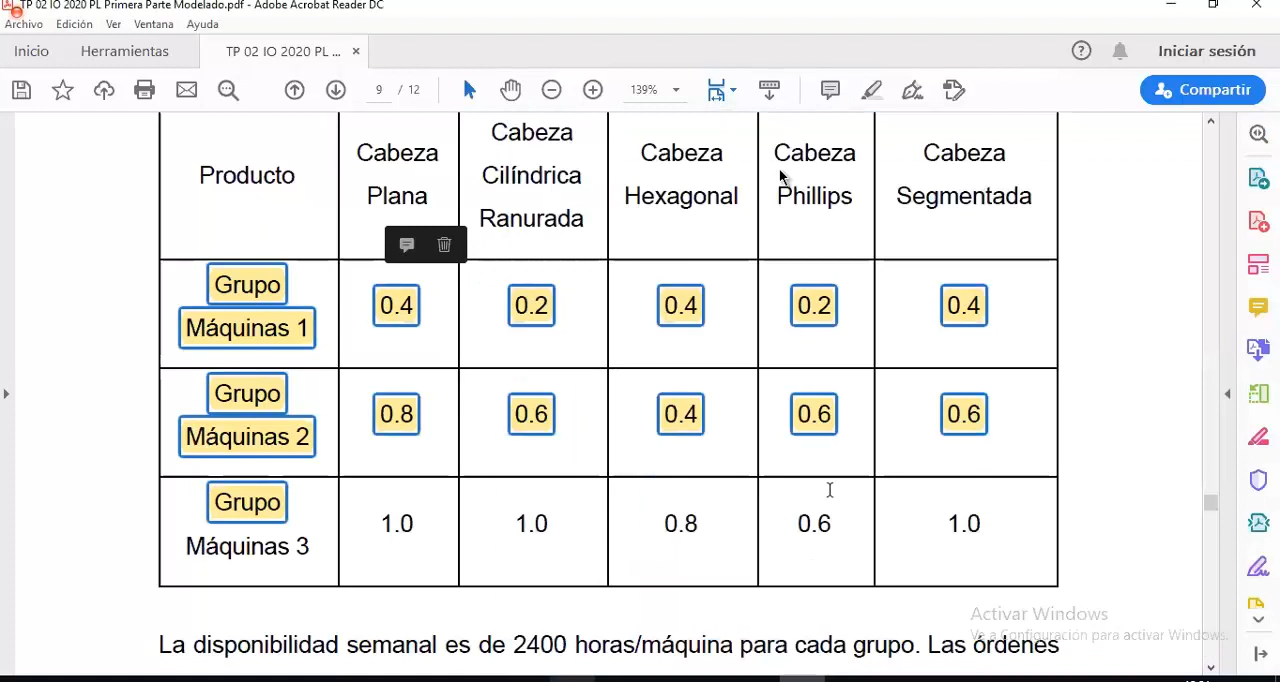 TP 02 IO 2020 PL Primera Parte Modelado.pdf - Adobe Acrobat Reader DC
Archivo Edición Ver Ventana Ayuda
Inicio Herramientas TP 02 IO 2020 PL ... × Iniciar sesión
9 / 12 139% Compartir
Producto Cabeza Plana Cabeza Cilíndrica Ranurada Cabeza Hexagonal Cabeza Phillips Cabeza Segmentada
Grupo Máquinas 1 0.4 0.2 0.4 0.2 0.4
Grupo Máquinas 2 0.8 0.6 0.4 0.6 0.6
Grupo Máquinas 3 1.0 1.0 0.8 0.6 1.0
Activar Windows
Ve a Configuración para activar Windows.
La disponibilidad semanal es de 2400 horas/máquina para cada grupo. Las órdenes